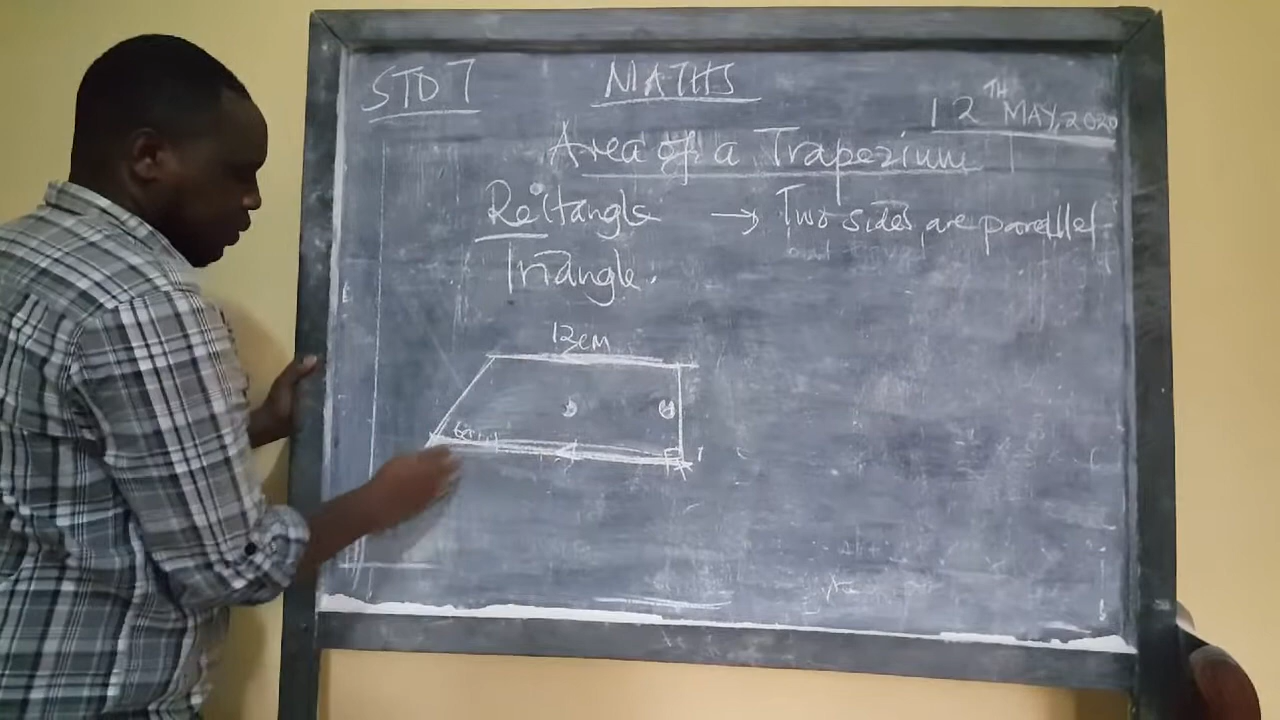 STD 7
MATHS
12TH MAY, 2020
Area of a Trapezium
Rectangle → Two sides are parallel
Triangle.
12cm